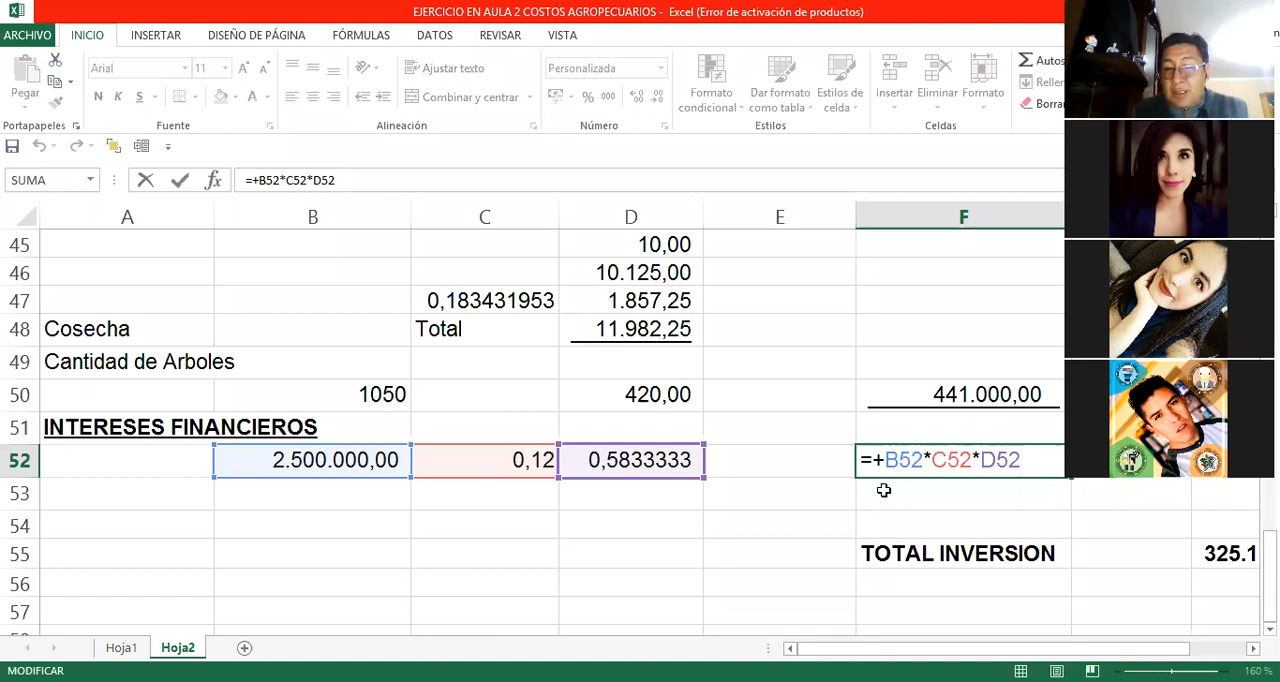 EJERCICIO EN AULA 2 COSTOS AGROPECUARIOS - Excel (Error de activación de productos)
ARCHIVO INICIO INSERTAR DISEÑO DE PÁGINA FÓRMULAS DATOS REVISAR VISTA
Pegar
Portapapeles
Arial 11
N K S
Fuente
Ajustar texto
Combinar y centrar
Alineación
Personalizada
% 000
Número
Formato condicional
Dar formato como tabla
Estilos de celda
Estilos
Insertar Eliminar Formato
Celdas
Autos
Reller
Borra
SUMA =+B52*C52*D52
A B C D E F
45 10,00
46 10.125,00
47 0,183431953 1.857,25
48 Cosecha Total 11.982,25
49 Cantidad de Arboles
50 1050 420,00 441.000,00
51 INTERESES FINANCIEROS
52 2.500.000,00 0,12 0,5833333 =+B52*C52*D52
53
54
55 TOTAL INVERSION 325.1
56
57
Hoja1 Hoja2
MODIFICAR 160 %